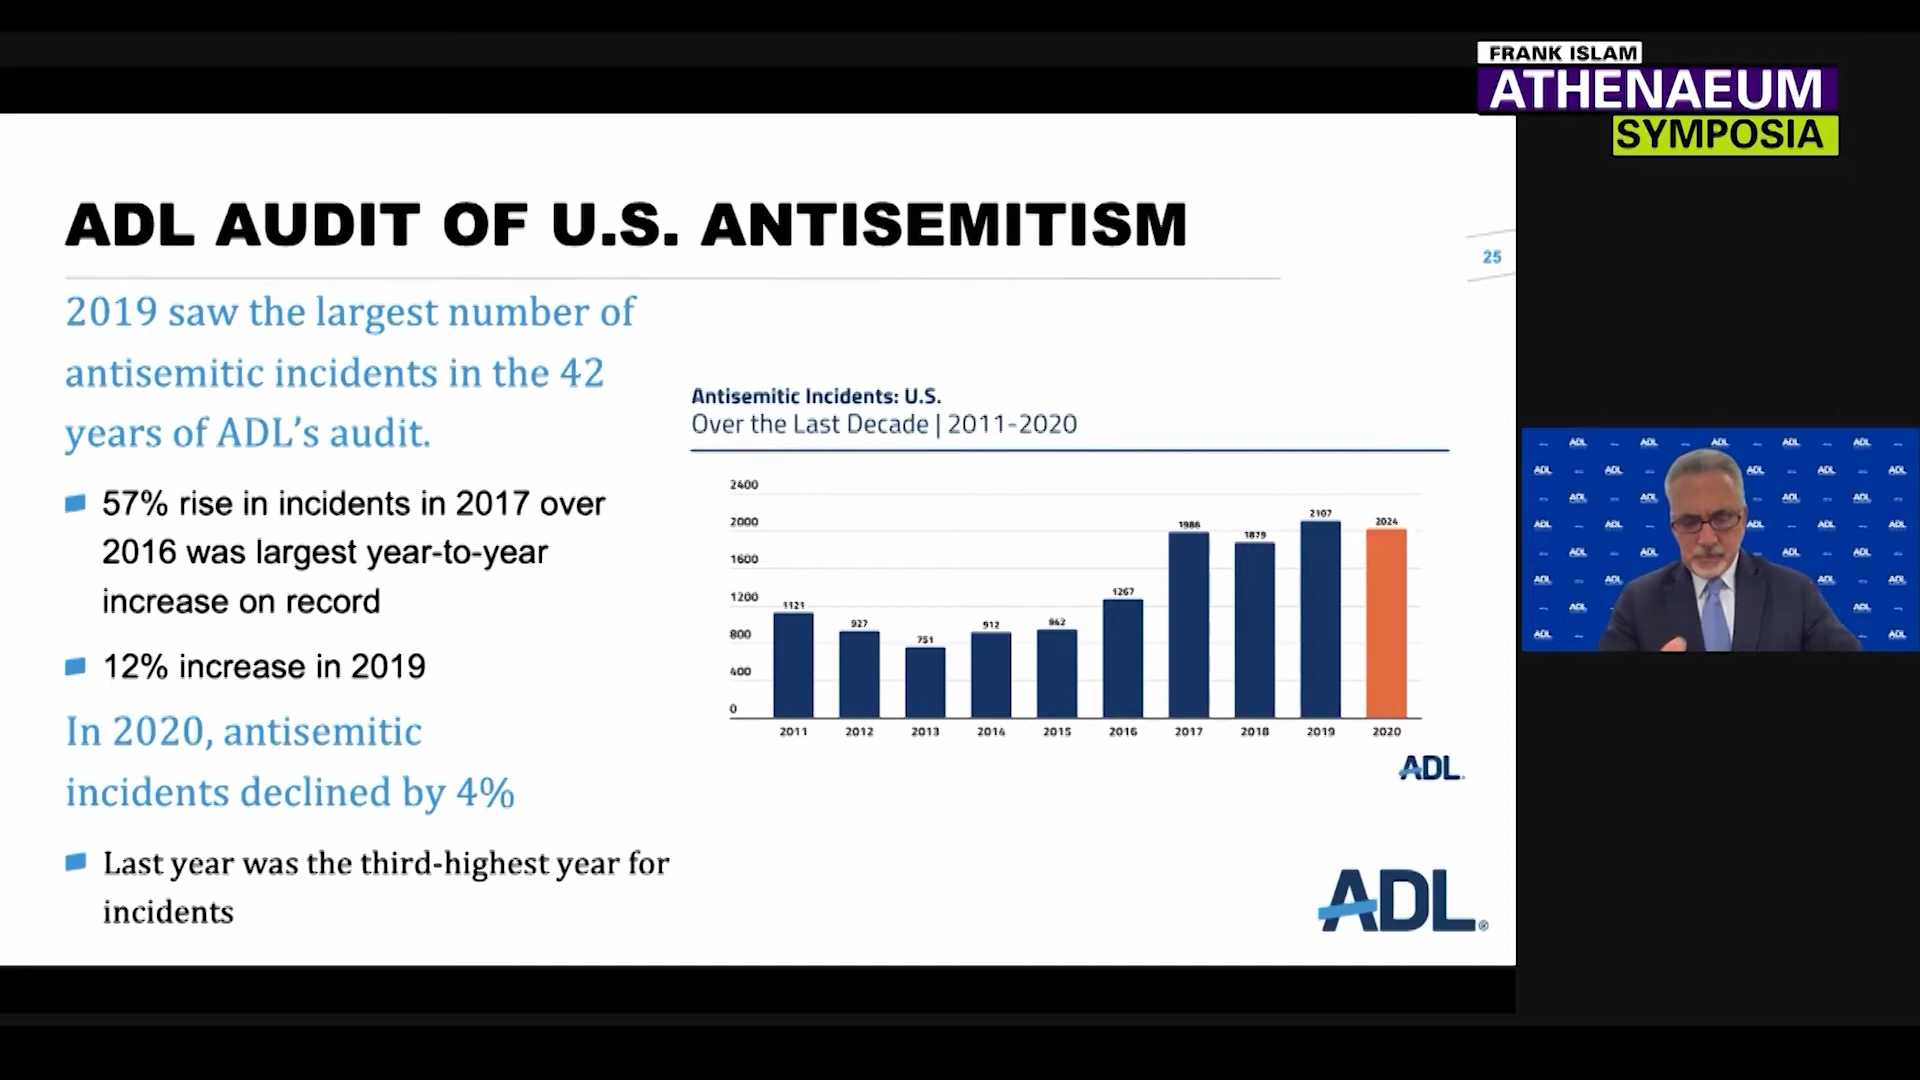 FRANK ISLAM
ATHENAEUM
SYMPOSIA
ADL AUDIT OF U.S. ANTISEMITISM
25
2019 saw the largest number of
antisemitic incidents in the 42
years of ADL's audit.
57% rise in incidents in 2017 over
2016 was largest year-to-year
increase on record
12% increase in 2019
In 2020, antisemitic
incidents declined by 4%
Last year was the third-highest year for
incidents
Antisemitic Incidents: U.S.
Over the Last Decade | 2011-2020
2400
2000
1600
1200
800
400
0
1121
927
751
912
942
1267
1986
1879
2107
2024
2011 2012 2013 2014 2015 2016 2017 2018 2019 2020
ADL
ADL®